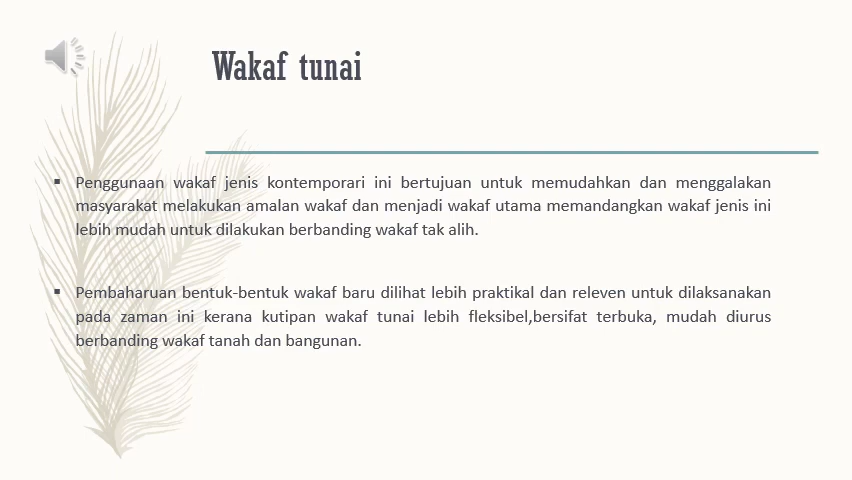 Wakaf tunai
▪ Penggunaan wakaf jenis kontemporari ini bertujuan untuk memudahkan dan menggalakan
masyarakat melakukan amalan wakaf dan menjadi wakaf utama memandangkan wakaf jenis ini
lebih mudah untuk dilakukan berbanding wakaf tak alih.
▪ Pembaharuan bentuk-bentuk wakaf baru dilihat lebih praktikal dan releven untuk dilaksanakan
pada zaman ini kerana kutipan wakaf tunai lebih fleksibel,bersifat terbuka, mudah diurus
berbanding wakaf tanah dan bangunan.